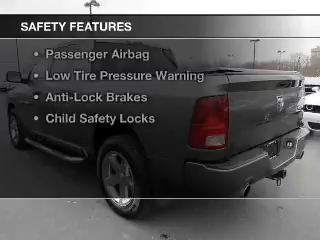 SAFETY FEATURES
• Passenger Airbag
• Low Tire Pressure Warning
• Anti-Lock Brakes
• Child Safety Locks